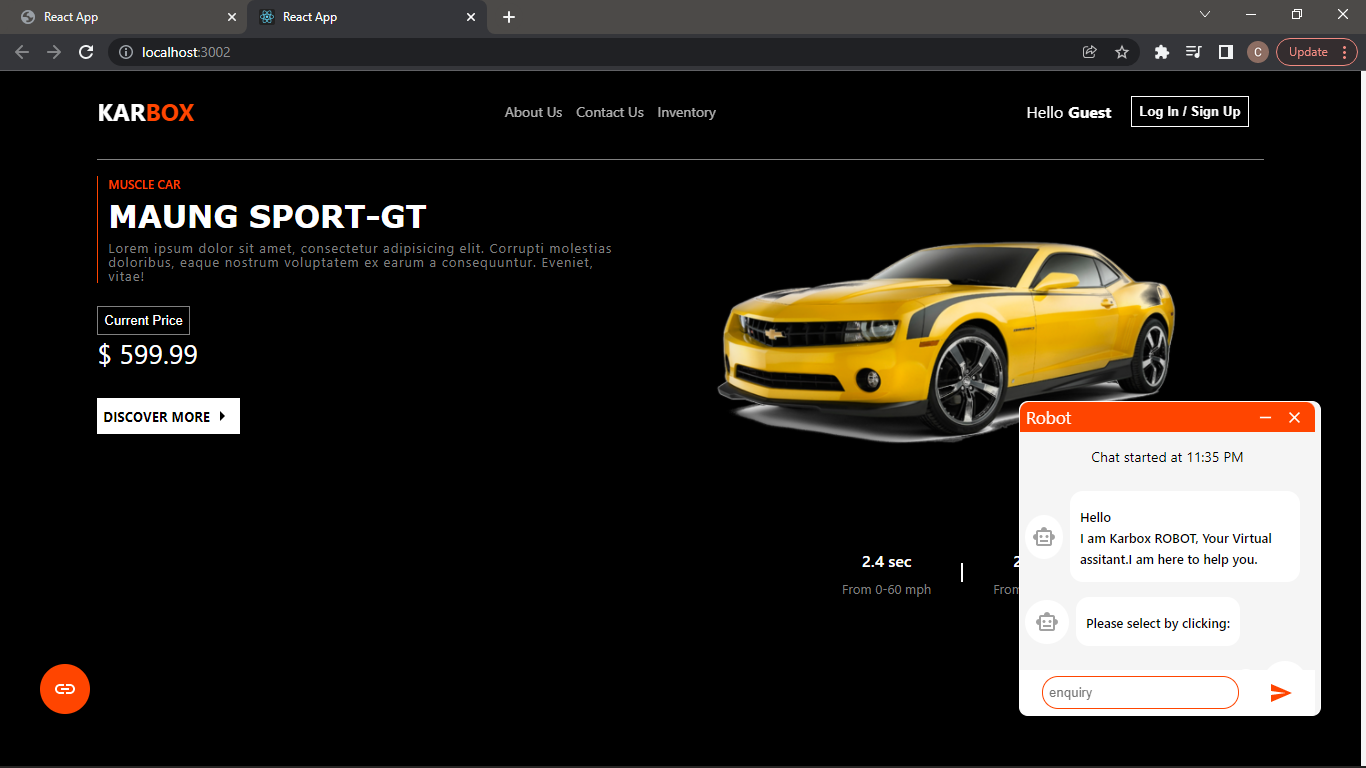 React App
React App
localhost:3002
C
Update
KARBOX
About Us Contact Us Inventory
Hello Guest
Log In / Sign Up
MUSCLE CAR
MAUNG SPORT-GT
Lorem ipsum dolor sit amet, consectetur adipisicing elit. Corrupti molestias
doloribus, eaque nostrum voluptatem ex earum a consequuntur. Eveniet,
vitae!
Current Price
$ 599.99
DISCOVER MORE
2.4 sec
From 0-60 mph
2
From
Robot
Chat started at 11:35 PM
Hello
I am Karbox ROBOT, Your Virtual
assitant.I am here to help you.
Please select by clicking:
enquiry